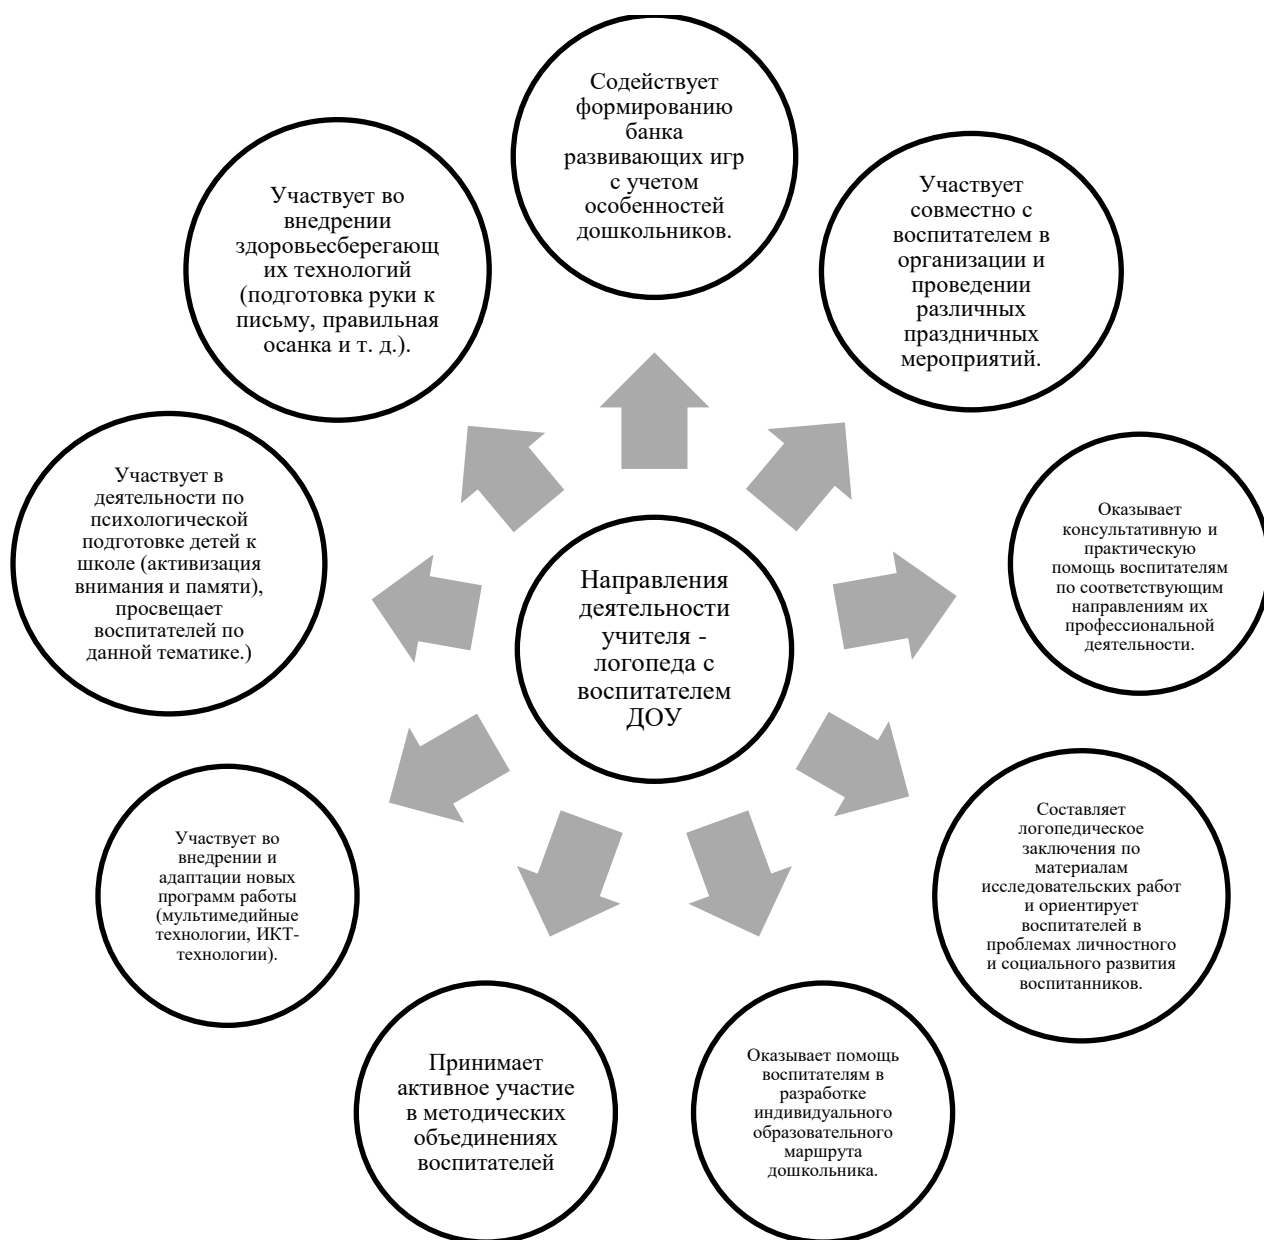 Содействует
формированию
банка
развивающих игр
с учетом
особенностей
дошкольников.
Участвует
совместно с
воспитателем в
организации и
проведении
различных
праздничных
мероприятий.
Оказывает
консультативную и
практическую
помощь воспитателям
по соответствующим
направлениям их
профессиональной
деятельности.
Составляет
логопедическое
заключения по
материалам
исследовательских работ
и ориентирует
воспитателей в
проблемах личностного
и социального развития
воспитанников.
Оказывает помощь
воспитателям в
разработке
индивидуального
образовательного
маршрута
дошкольника.
Принимает
активное участие
в методических
объединениях
воспитателей
Участвует во
внедрении и
адаптации новых
программ работы
(мультимедийные
технологии, ИКТ-
технологии).
Участвует в
деятельности по
психологической
подготовке детей к
школе (активизация
внимания и памяти),
просвещает
воспитателей по
данной тематике.)
Участвует во
внедрении
здоровьесберегающ
их технологий
(подготовка руки к
письму, правильная
осанка и т. д.).
Направления
деятельности
учителя -
логопеда с
воспитателем
ДОУ